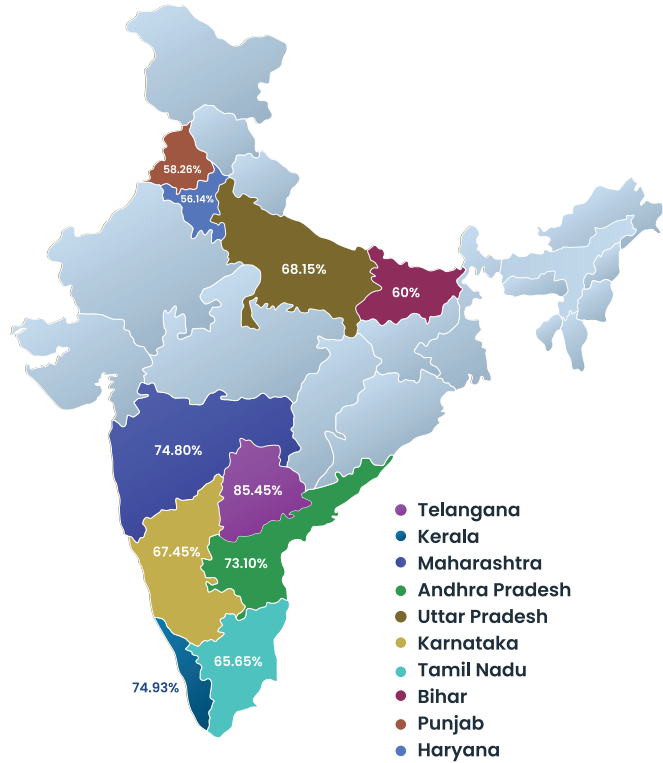 58.26%
56.14%
68.15%
60%
74.80%
85.45%
67.45%
73.10%
65.65%
74.93%
Telangana
Kerala
Maharashtra
Andhra Pradesh
Uttar Pradesh
Karnataka
Tamil Nadu
Bihar
Punjab
Haryana